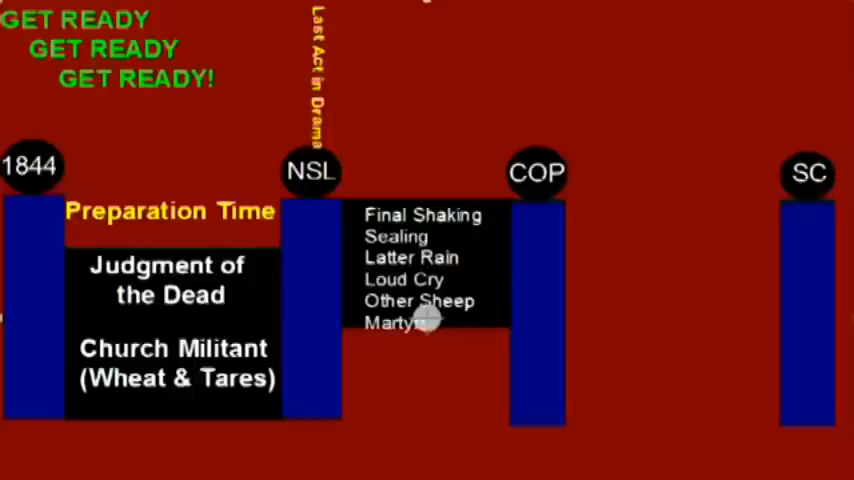 GET READY
GET READY
GET READY!
Last Act in Drama
1844
NSL
COP
SC
Preparation Time
Judgment of
the Dead
Church Militant
(Wheat & Tares)
Final Shaking
Sealing
Latter Rain
Loud Cry
Other Sheep